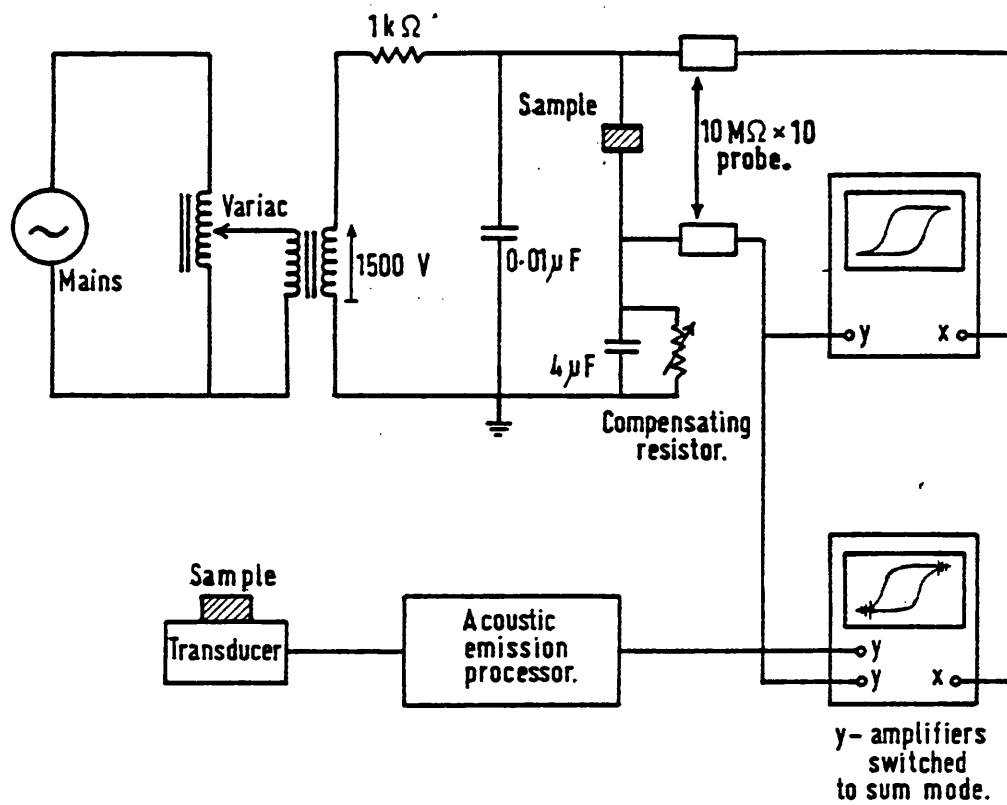 1kΩ
Sample
10 MΩ × 10
probe.
Variac
1500 V
0·01µF
Mains
y
x
4µF
Compensating
resistor.
Sample
Transducer
Acoustic
emission
processor.
y
y
x
y- amplifiers
switched
to sum mode.